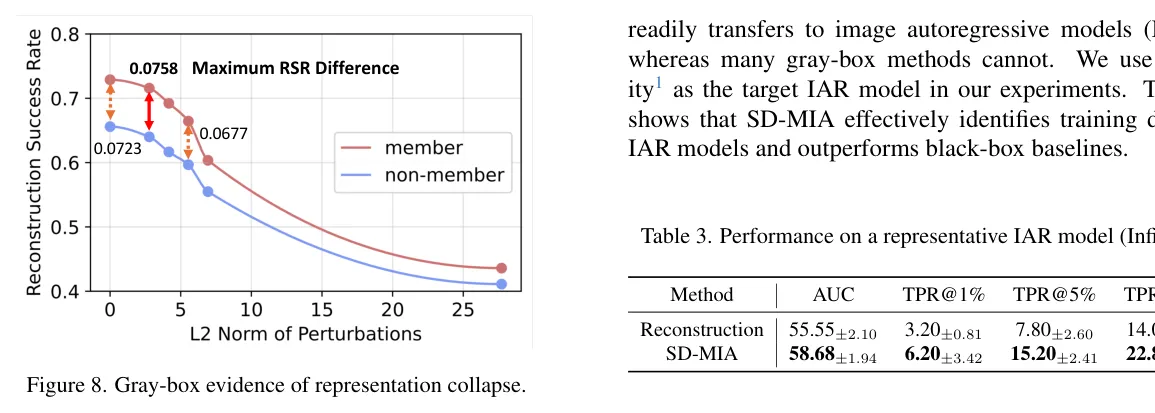 0.8
0.7
0.6
0.5
0.4
Reconstruction Success Rate
0.0758 Maximum RSR Difference
0.0723
0.0677
member
non-member
0 5 10 15 20 25
L2 Norm of Perturbations
Figure 8. Gray-box evidence of representation collapse.
readily transfers to image autoregressive models (
whereas many gray-box methods cannot. We use
ity1 as the target IAR model in our experiments. T
shows that SD-MIA effectively identifies training d
IAR models and outperforms black-box baselines.
Table 3. Performance on a representative IAR model (Infi
Method AUC TPR@1% TPR@5% TP
Reconstruction 55.55±2.10 3.20±0.81 7.80±2.60 14.0
SD-MIA 58.68±1.94 6.20±3.42 15.20±2.41 22.8